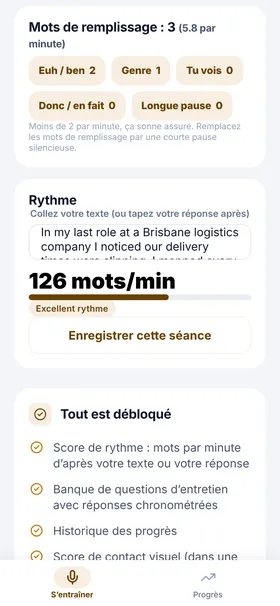 Mots de remplissage : 3 (5.8 par
minute)
Euh / ben 2
Genre 1
Tu vois 0
Donc / en fait 0
Longue pause 0
Moins de 2 par minute, ça sonne assuré. Remplacez
les mots de remplissage par une courte pause
silencieuse.
Rythme
Collez votre texte (ou tapez votre réponse après)
In my last role at a Brisbane logistics
company I noticed our delivery
126 mots/min
Excellent rythme
Enregistrer cette séance
Tout est débloqué
Score de rythme : mots par minute
d’après votre texte ou votre réponse
Banque de questions d’entretien
avec réponses chronométrées
Historique des progrès
Score de contact visuel (dans une
S’entraîner
Progrès